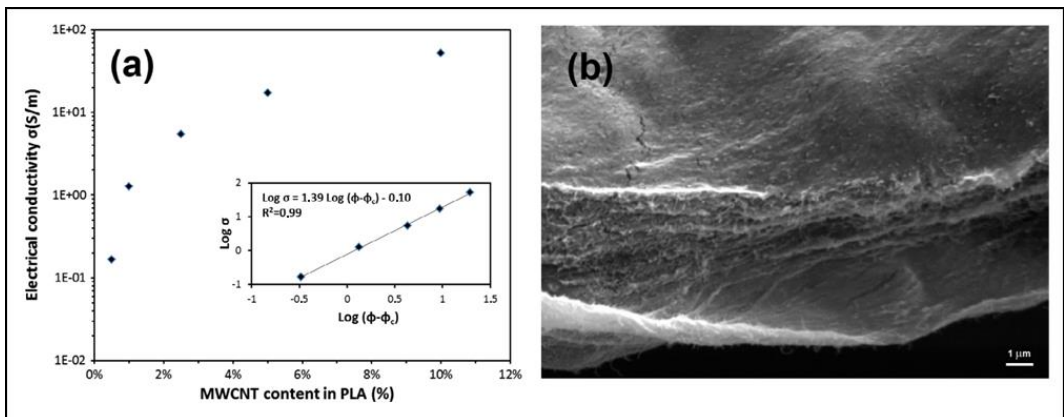 (a)
Electrical conductivity σ(S/m)
1E+02
1E+01
1E+00
1E-01
1E-02
0%
2%
4%
6%
8%
10%
12%
MWCNT content in PLA (%)
Log σ = 1.39 Log (ϕ-ϕc) - 0.10
R²=0,99
Log σ
2
1
0
-1
-1
-0.5
0
0.5
1
1.5
Log (ϕ-ϕc)
(b)
1 μm